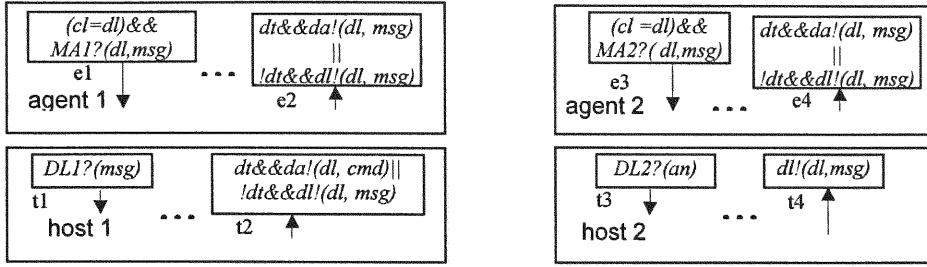 (cl=dl)&&
MA1?(dl,msg)
e1
agent 1
...
dt&&da!(dl, msg)
||
!dt&&dl!(dl, msg)
e2
(cl =dl)&&
MA2?( dl,msg)
e3
agent 2
...
dt&&da!(dl, msg)
||
!dt&&dl!(dl, msg)
e4
DL1?(msg)
t1
host 1
...
dt&&da!(dl, cmd)||
!dt&&dl!(dl, msg)
t2
DL2?(an)
t3
host 2
...
dl!(dl,msg)
t4